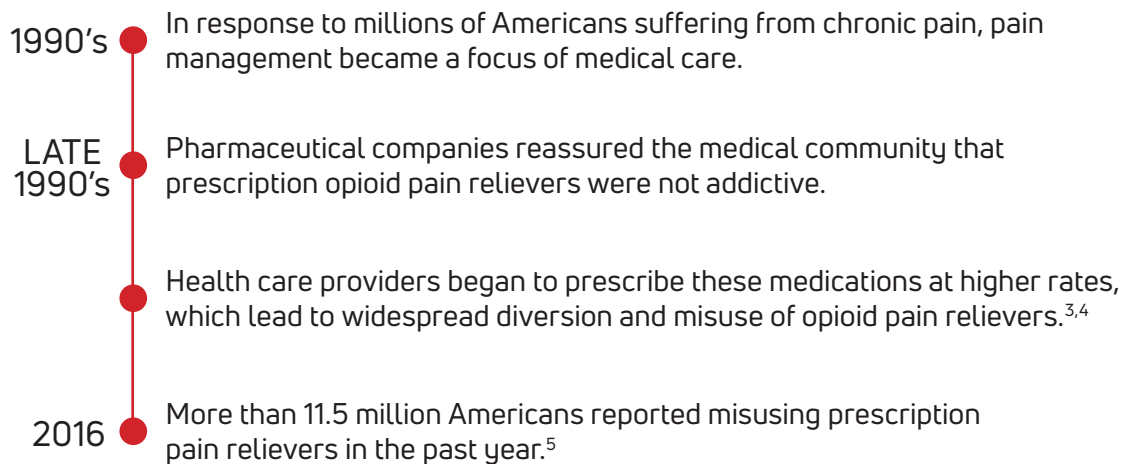 1990's
In response to millions of Americans suffering from chronic pain, pain
management became a focus of medical care.
LATE
1990's
Pharmaceutical companies reassured the medical community that
prescription opioid pain relievers were not addictive.
Health care providers began to prescribe these medications at higher rates,
which lead to widespread diversion and misuse of opioid pain relievers.3,4
2016
More than 11.5 million Americans reported misusing prescription
pain relievers in the past year.5